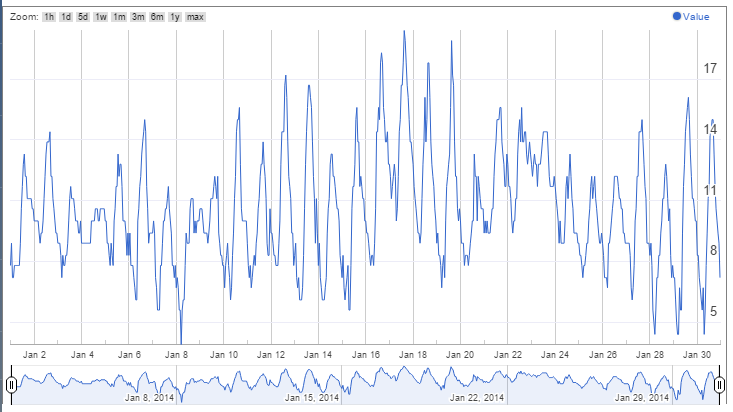 Zoom: 1h 1d 5d 1w 1m 3m 6m 1y max Value
17
14
11
8
5
Jan 2 Jan 4 Jan 6 Jan 8 Jan 10 Jan 12 Jan 14 Jan 16 Jan 18 Jan 20 Jan 22 Jan 24 Jan 26 Jan 28 Jan 30
Jan 8, 2014 Jan 15, 2014 Jan 22, 2014 Jan 29, 2014